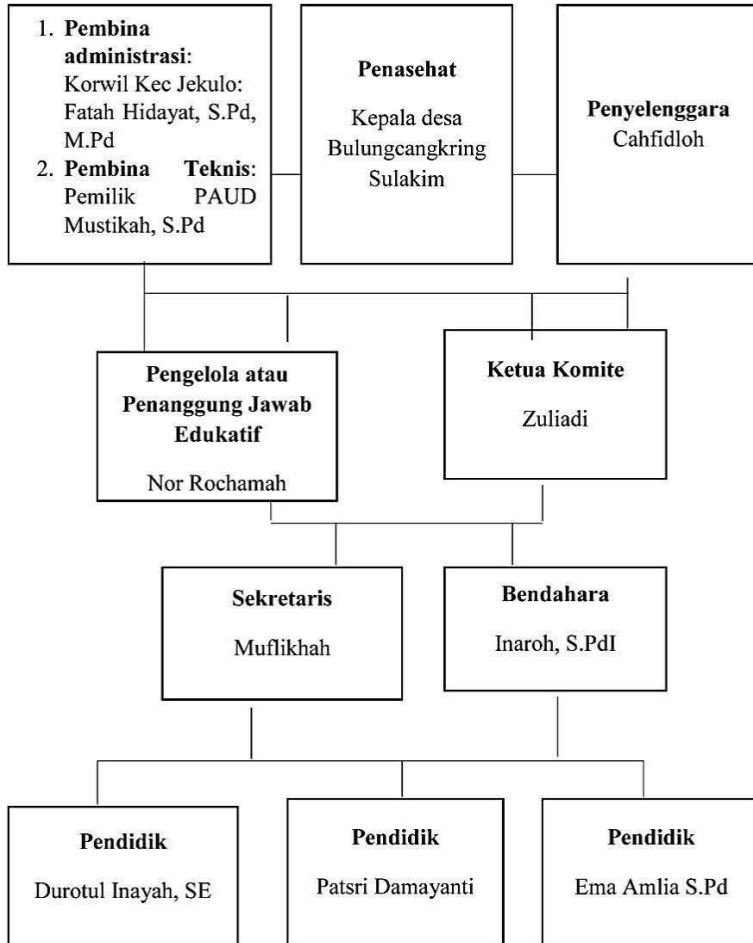 1. Pembina
administrasi:
Korwil Kec Jekulo:
Fatah Hidayat, S.Pd,
M.Pd
2. Pembina Teknis:
Pemilik PAUD
Mustikah, S.Pd
Penasehat
Kepala desa
Bulungcangkring
Sulakim
Penyelenggara
Cahfidloh
Pengelola atau
Penanggung Jawab
Edukatif
Nor Rochamah
Ketua Komite
Zuliadi
Sekretaris
Muflikhah
Bendahara
Inaroh, S.PdI
Pendidik
Durotul Inayah, SE
Pendidik
Patsri Damayanti
Pendidik
Ema Amlia S.Pd